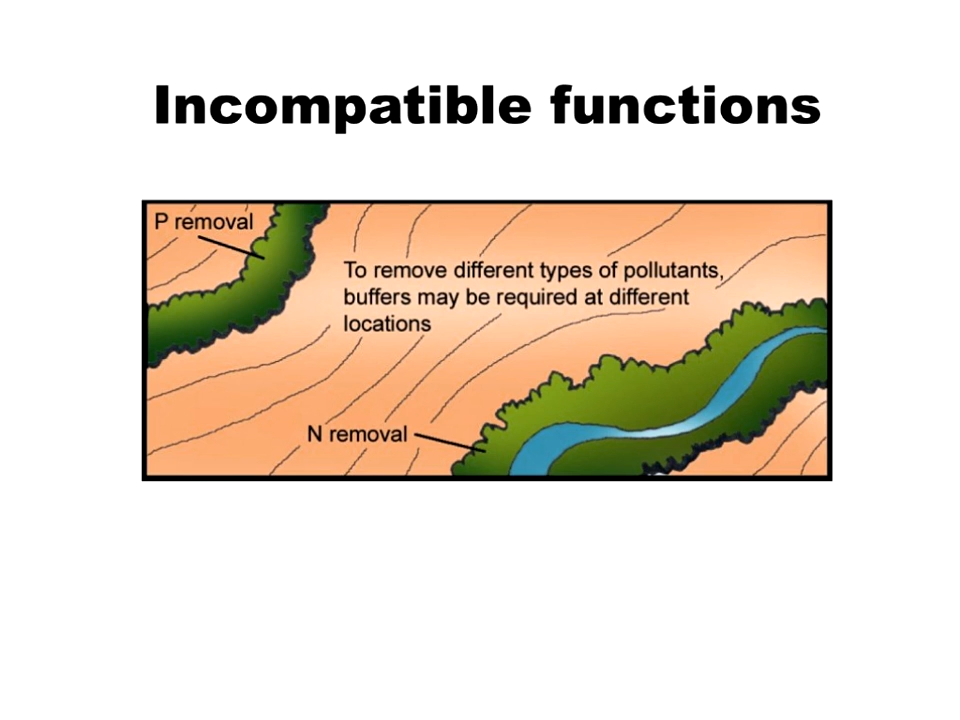 Incompatible functions
P removal
To remove different types of pollutants,
buffers may be required at different
locations
N removal